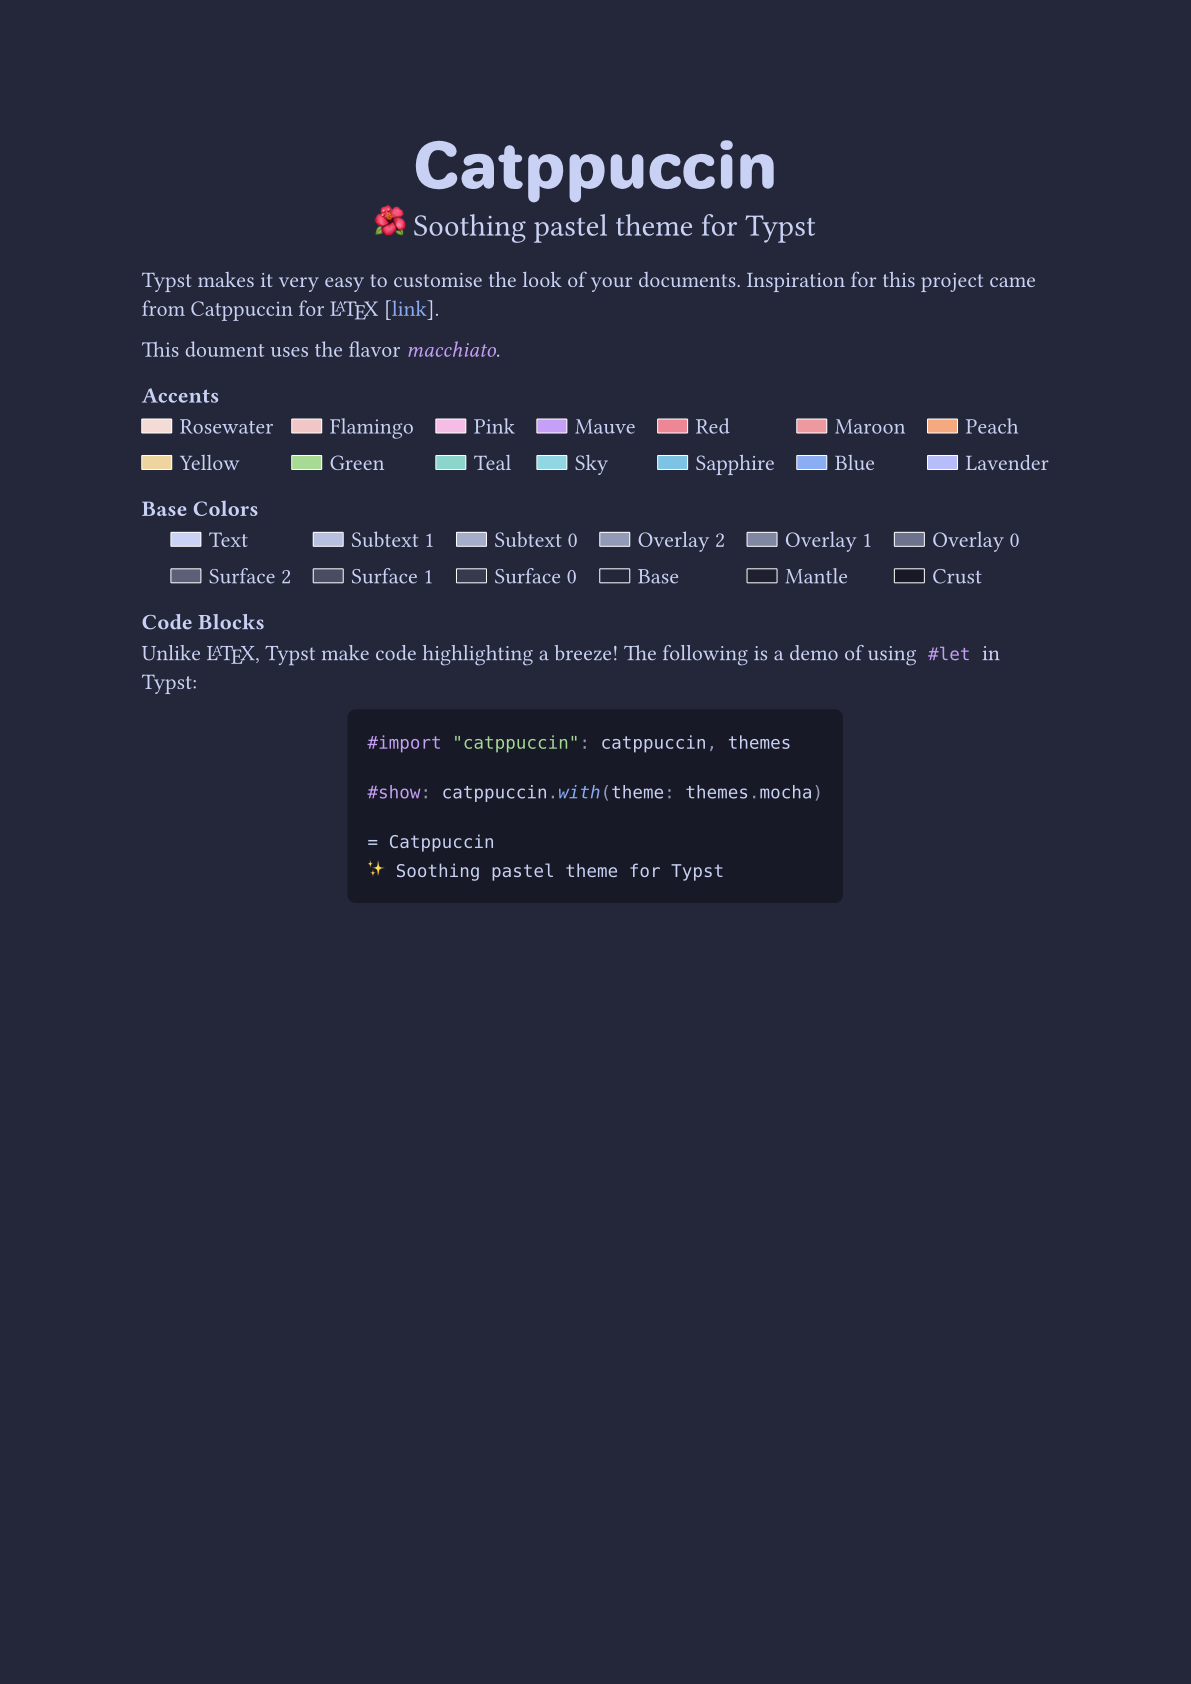 Catppuccin
🌺 Soothing pastel theme for Typst
Typst makes it very easy to customise the look of your documents. Inspiration for this project came
from Catppuccin for LATEX [link].
This doument uses the flavor macchiato.
Accents
Rosewater Flamingo Pink Mauve Red Maroon Peach
Yellow Green Teal Sky Sapphire Blue Lavender
Base Colors
Text Subtext 1 Subtext 0 Overlay 2 Overlay 1 Overlay 0
Surface 2 Surface 1 Surface 0 Base Mantle Crust
Code Blocks
Unlike LATEX, Typst make code highlighting a breeze! The following is a demo of using #let in
Typst:
#import "catppuccin": catppuccin, themes
#show: catppuccin.with(theme: themes.mocha)
= Catppuccin
✨ Soothing pastel theme for Typst